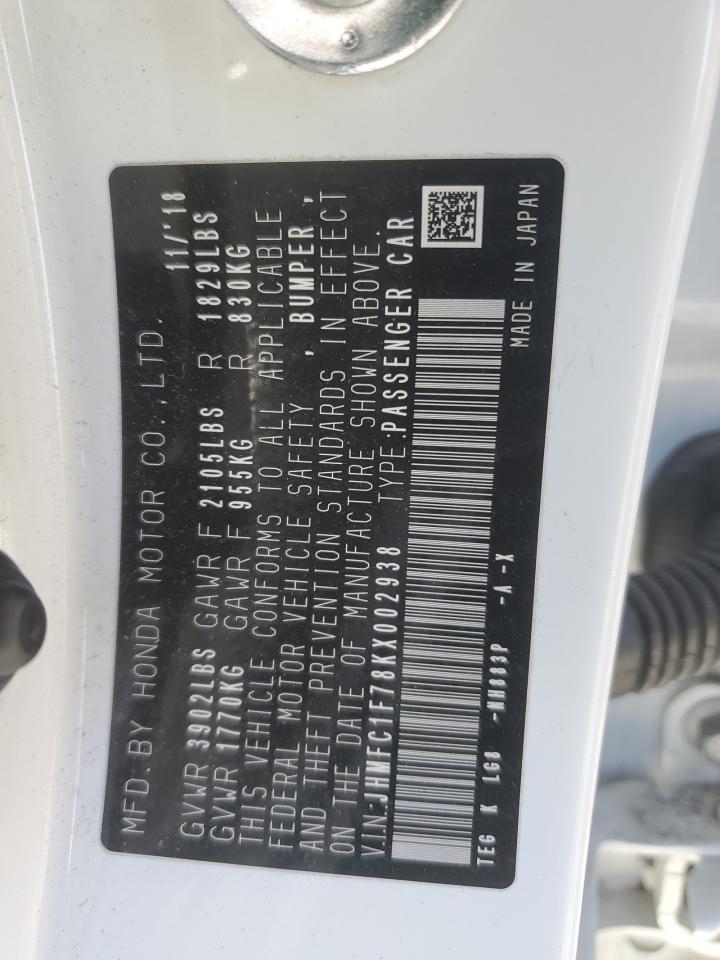 MFD. BY HONDA MOTOR CO.,LTD. 11/'18
GVWR 3902LBS GAWR F 2105LBS R 1829LBS
GVWR 1770KG GAWR F 955KG R 830KG
THIS VEHICLE CONFORMS TO ALL APPLICABLE
FEDERAL MOTOR VEHICLE SAFETY , BUMPER ,
AND THEFT PREVENTION STANDARDS IN EFFECT
ON THE DATE OF MANUFACTURE SHOWN ABOVE.
V.I.N:JHMFC1F78KX002938 TYPE:PASSENGER CAR
TEG K LG8 -NH883P -A -X
MADE IN JAPAN